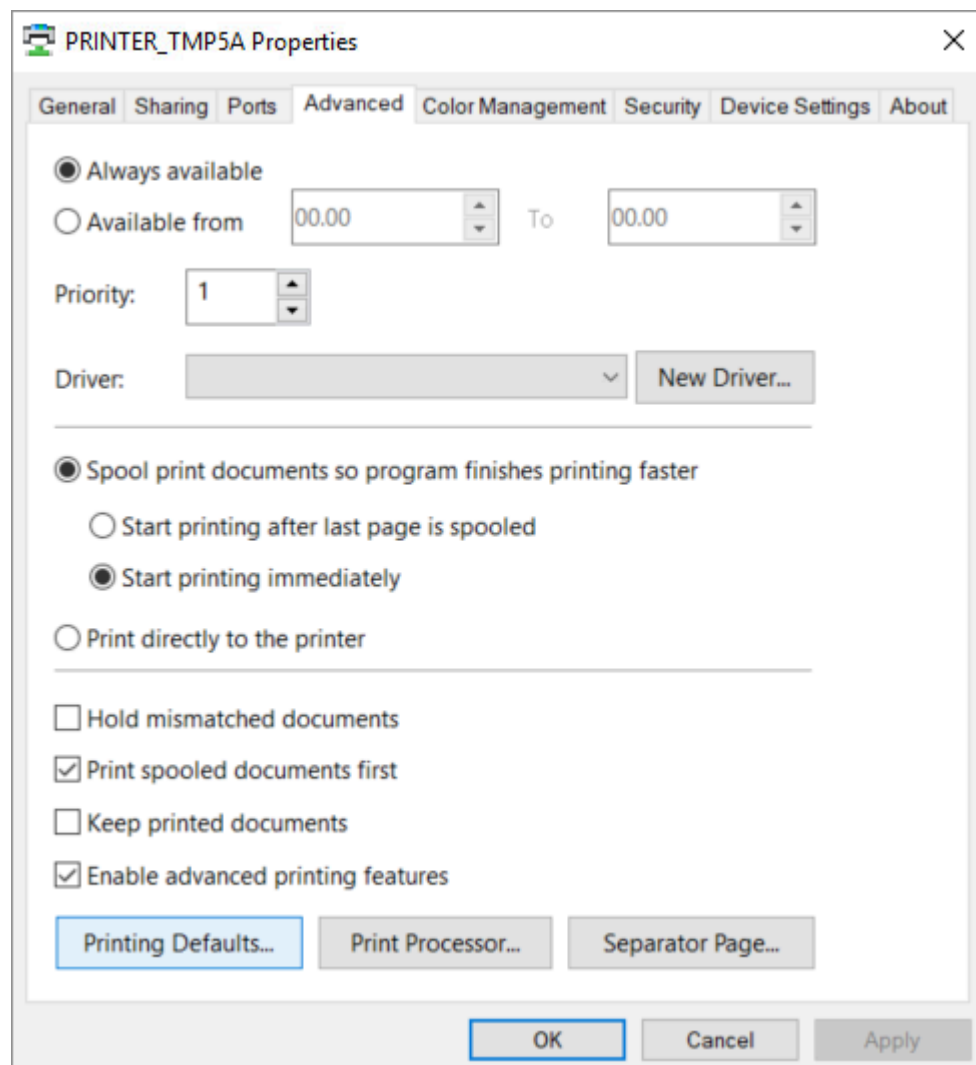 PRINTER_TMP5A Properties
General Sharing Ports Advanced Color Management Security Device Settings About
Always available
Available from 00.00 To 00.00
Priority: 1
Driver: New Driver...
Spool print documents so program finishes printing faster
Start printing after last page is spooled
Start printing immediately
Print directly to the printer
Hold mismatched documents
Print spooled documents first
Keep printed documents
Enable advanced printing features
Printing Defaults... Print Processor... Separator Page...
OK Cancel Apply